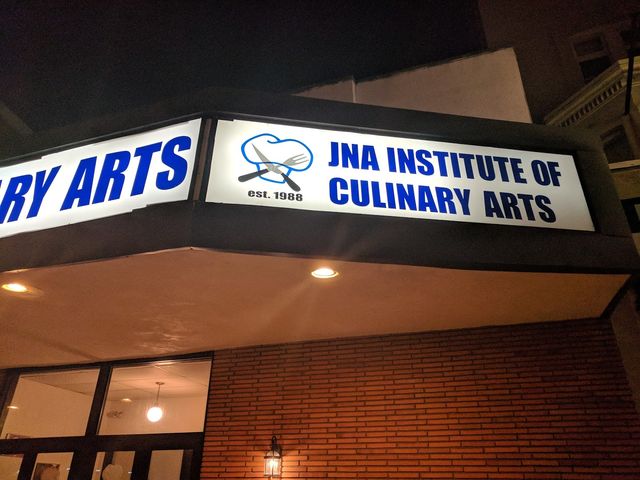 RY ARTS
est. 1988
JNA INSTITUTE OF
CULINARY ARTS